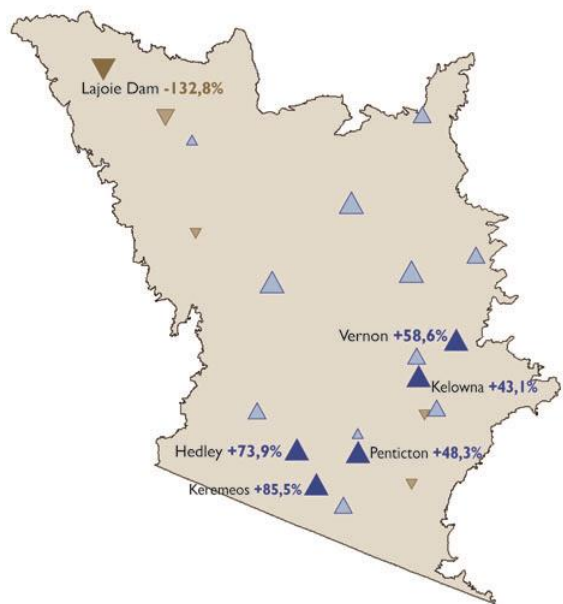 Lajoie Dam -132,8%
Vernon +58,6%
Kelowna +43,1%
Hedley +73,9%
Penticton +48,3%
Keremeos +85,5%